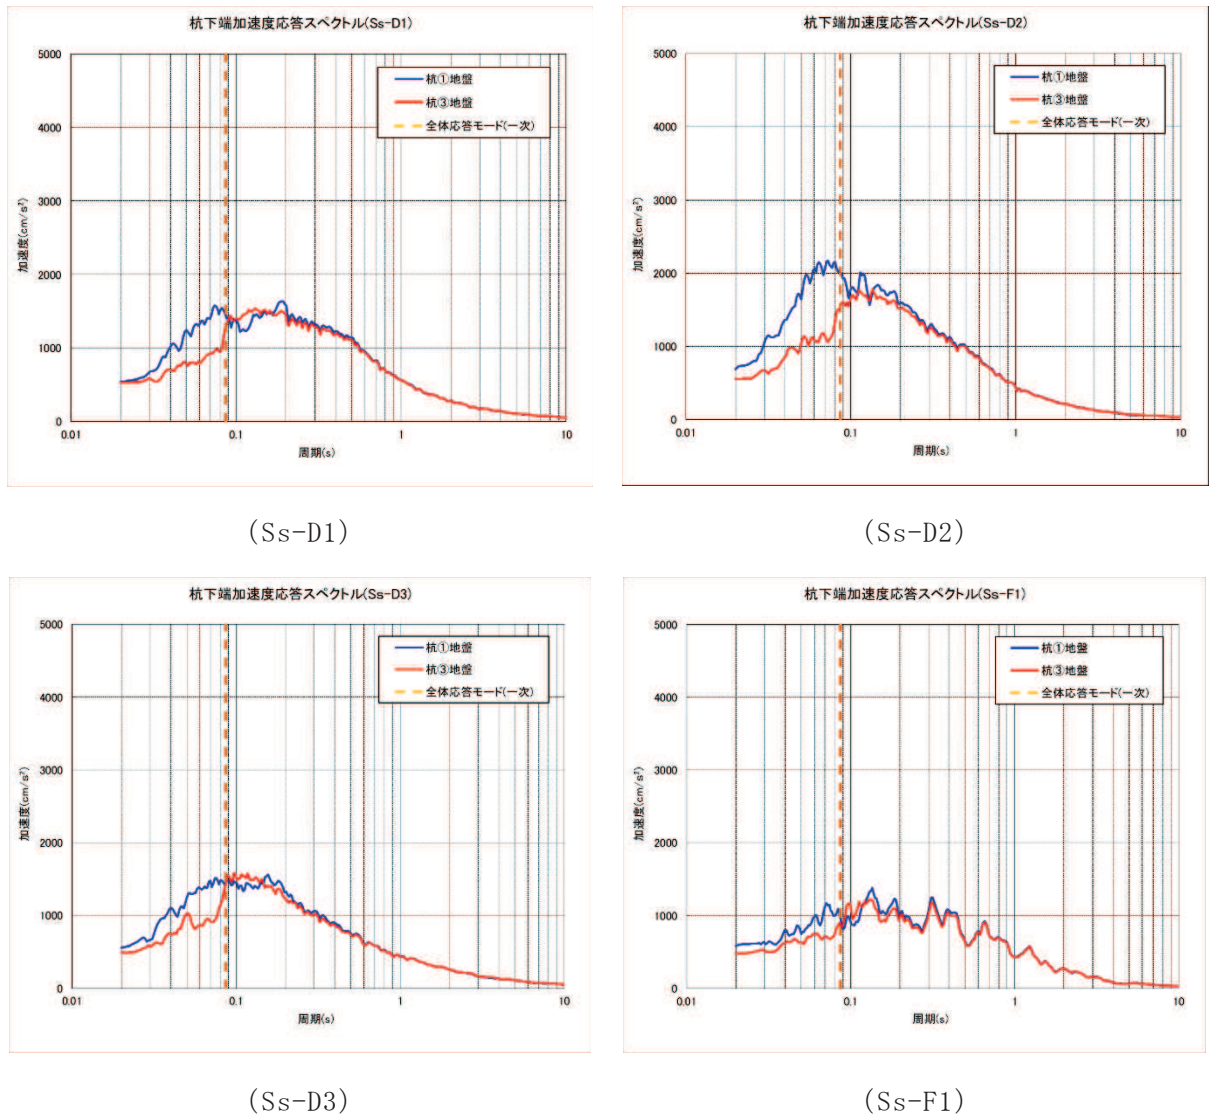 杭下端加速度応答スペクトル(Ss-D1)
5000
4000
3000
2000
1000
0
加速度(cm/s²)
杭①地盤
杭③地盤
全体応答モード(一次)
0.01
0.1
1
10
周期(s)
(Ss-D1)
杭下端加速度応答スペクトル(Ss-D2)
5000
4000
3000
2000
1000
0
加速度(cm/s²)
杭①地盤
杭③地盤
全体応答モード(一次)
0.01
0.1
1
10
周期(s)
(Ss-D2)
杭下端加速度応答スペクトル(Ss-D3)
5000
4000
3000
2000
1000
0
加速度(cm/s²)
杭①地盤
杭③地盤
全体応答モード(一次)
0.01
0.1
1
10
周期(s)
(Ss-D3)
杭下端加速度応答スペクトル(Ss-F1)
5000
4000
3000
2000
1000
0
加速度(cm/s²)
杭①地盤
杭③地盤
全体応答モード(一次)
0.01
0.1
1
10
周期(s)
(Ss-F1)